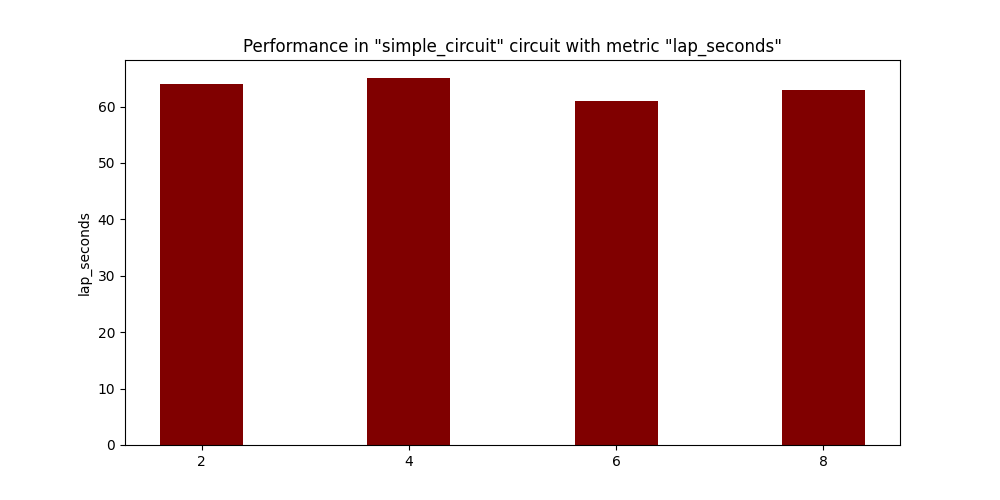 Performance in "simple_circuit" circuit with metric "lap_seconds"
lap_seconds
60
50
40
30
20
10
0
2 4 6 8